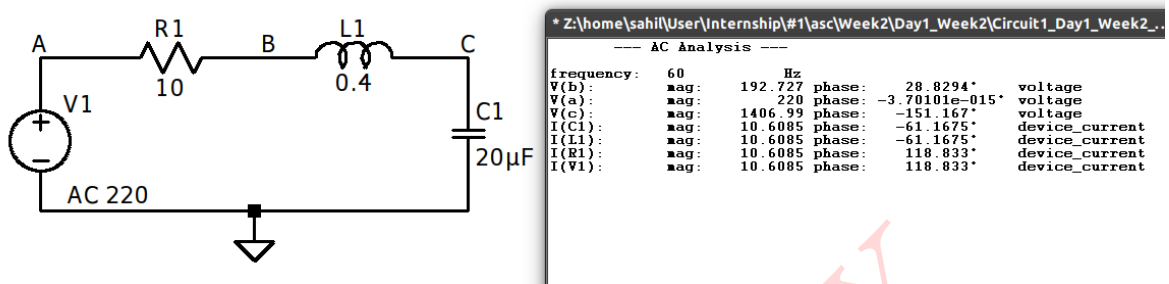 A
R1
B
L1
C
10
0.4
V1
C1
20µF
AC 220
* Z:\home\sahil\User\Internship\#1\asc\Week2\Day1_Week2\Circuit1_Day1_Week2_...
--- AC Analysis ---
frequency: 60 Hz
V(b): mag: 192.727 phase: 28.8294° voltage
V(a): mag: 220 phase: -3.70101e-015° voltage
V(c): mag: 1406.99 phase: -151.167° voltage
I(C1): mag: 10.6085 phase: -61.1675° device_current
I(L1): mag: 10.6085 phase: -61.1675° device_current
I(R1): mag: 10.6085 phase: 118.833° device_current
I(V1): mag: 10.6085 phase: 118.833° device_current